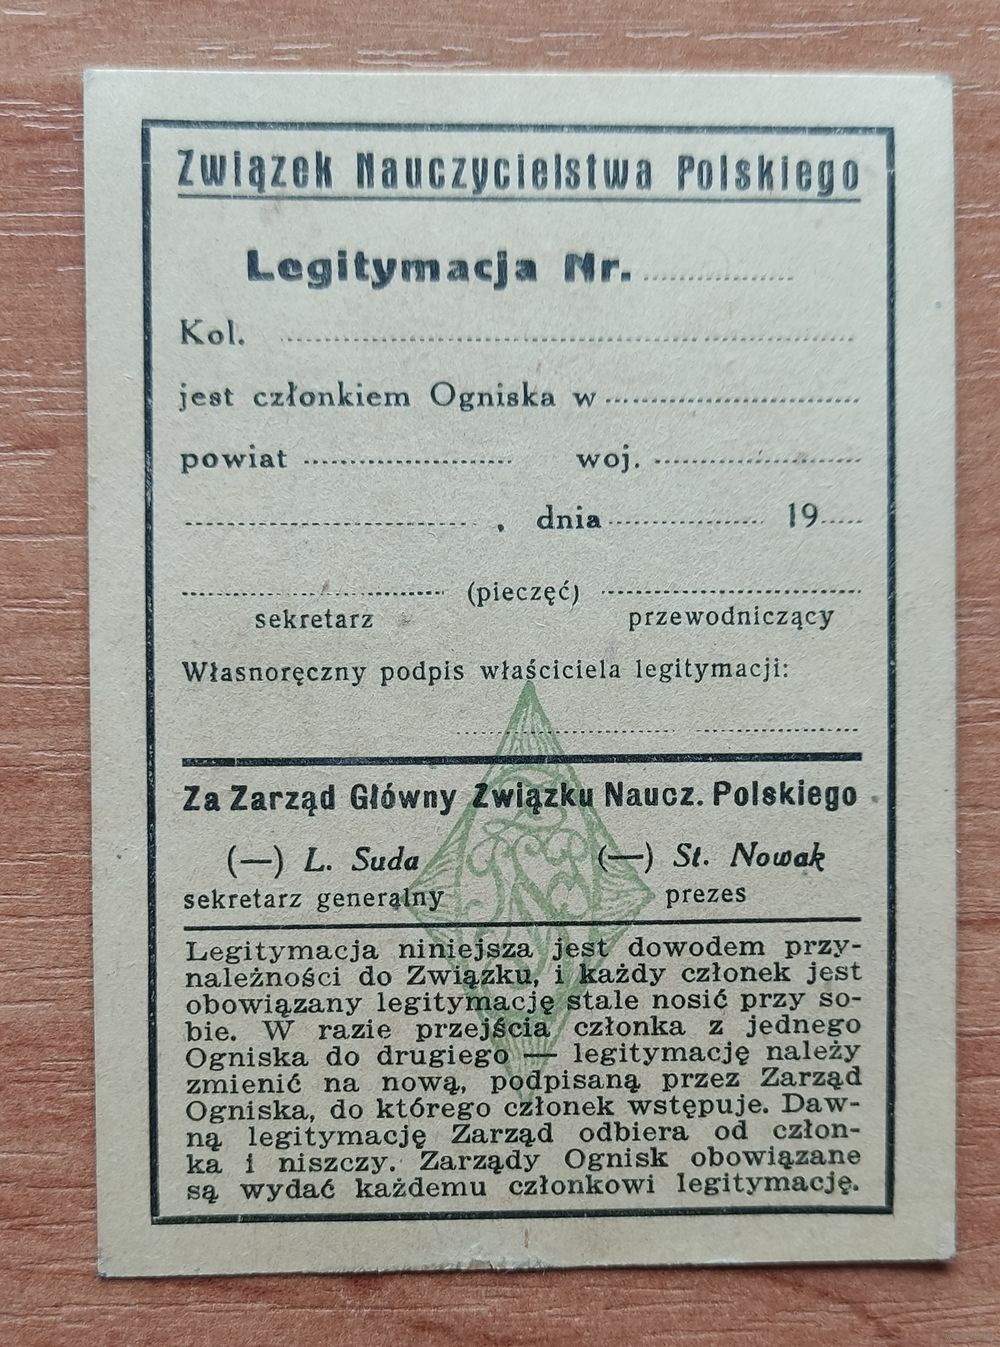 Związek Nauczycielstwa Polskiego
Legitymacja Nr. ....................
Kol. ....................
jest członkiem Ogniska w ....................
powiat .................... woj. ....................
...................., dnia .................... 19.....
.................... (pieczęć) ....................
sekretarz przewodniczący
Własnoręczny podpis właściciela legitymacji:
....................
Za Zarząd Główny Związku Naucz. Polskiego
(—) L. Suda (—) St. Nowak
sekretarz generalny prezes
Legitymacja niniejsza jest dowodem przy-
należności do Związku, i każdy członek jest
obowiązany legitymację stale nosić przy so-
bie. W razie przejścia członka z jednego
Ogniska do drugiego — legitymację należy
zmienić na nową, podpisaną przez Zarząd
Ogniska, do którego członek wstępuje. Daw-
ną legitymację Zarząd odbiera od człon-
ka i niszczy. Zarządy Ognisk obowiązane
są wydać każdemu członkowi legitymację.